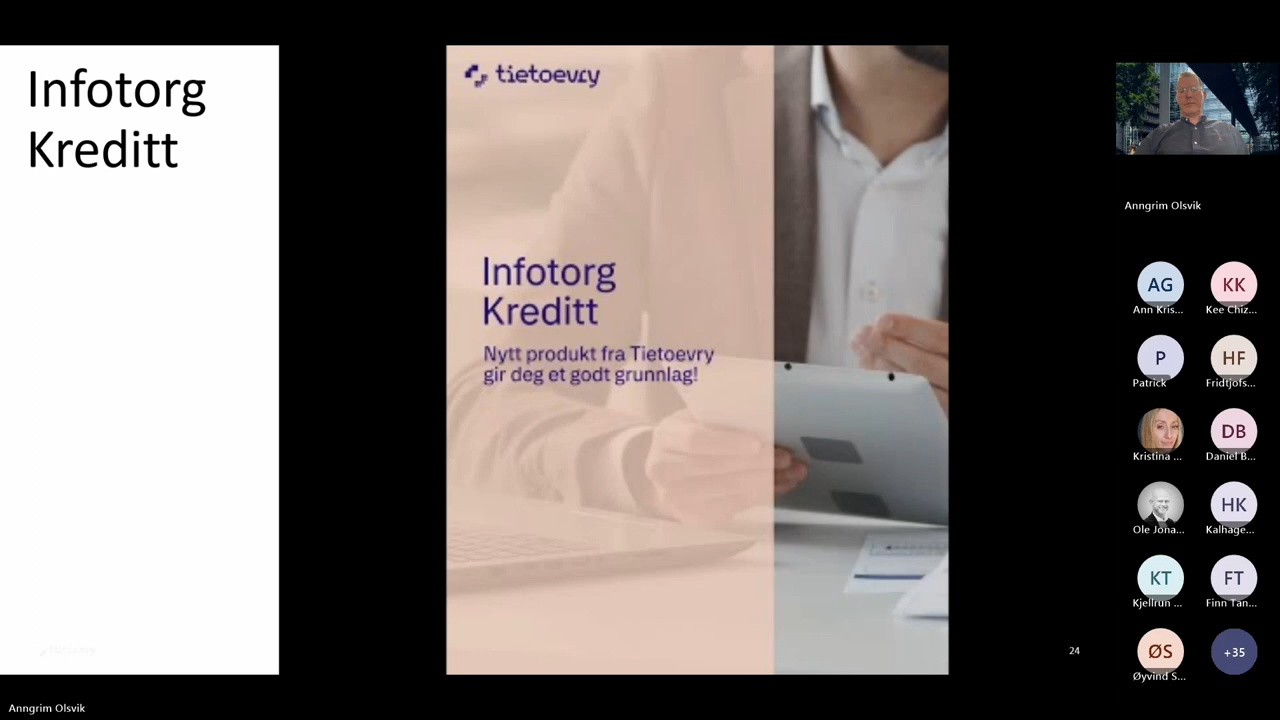 Infotorg
Kreditt
tietoevry
Infotorg
Kreditt
Nytt produkt fra Tietoevry
gir deg et godt grunnlag!
24
Anngrim Olsvik
AG
KK
Ann Kris...
Kee Chiz...
P
HF
Patrick
Fridtjofs...
DB
Kristina ...
Daniel B...
HK
Ole Jona...
Kalhage...
KT
FT
Kjellrun ...
Finn Tan...
ØS
+35
Øyvind S...
Anngrim Olsvik